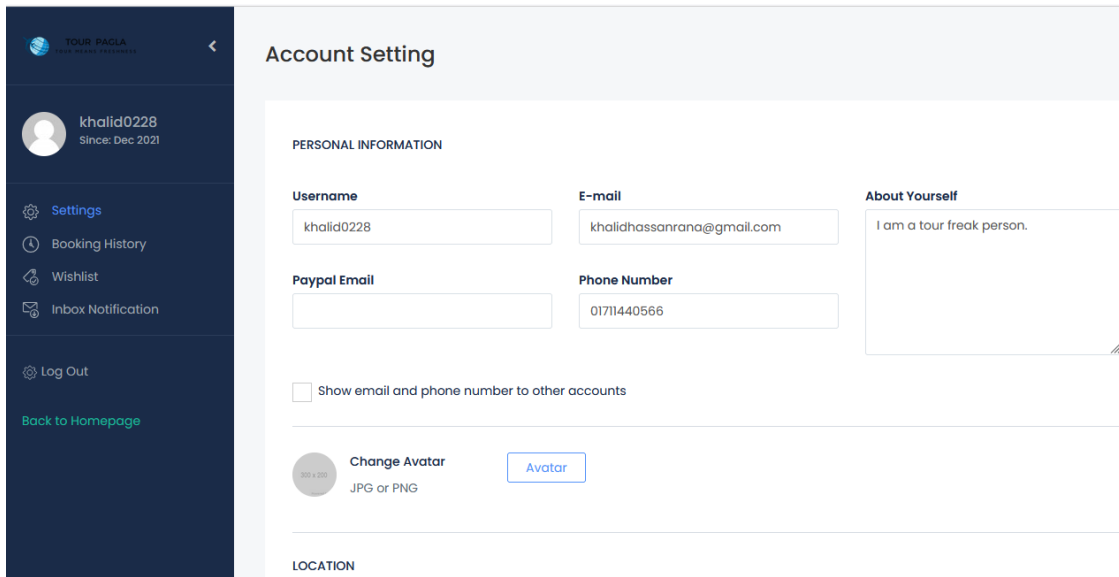 TOUR PAGLA
khalid0228
Since: Dec 2021
Settings
Booking History
Wishlist
Inbox Notification
Log Out
Back to Homepage
Account Setting
PERSONAL INFORMATION
Username
khalid0228
E-mail
khalidhassanrana@gmail.com
About Yourself
I am a tour freak person.
Paypal Email
Phone Number
01711440566
Show email and phone number to other accounts
300 x 300
Change Avatar
JPG or PNG
Avatar
LOCATION